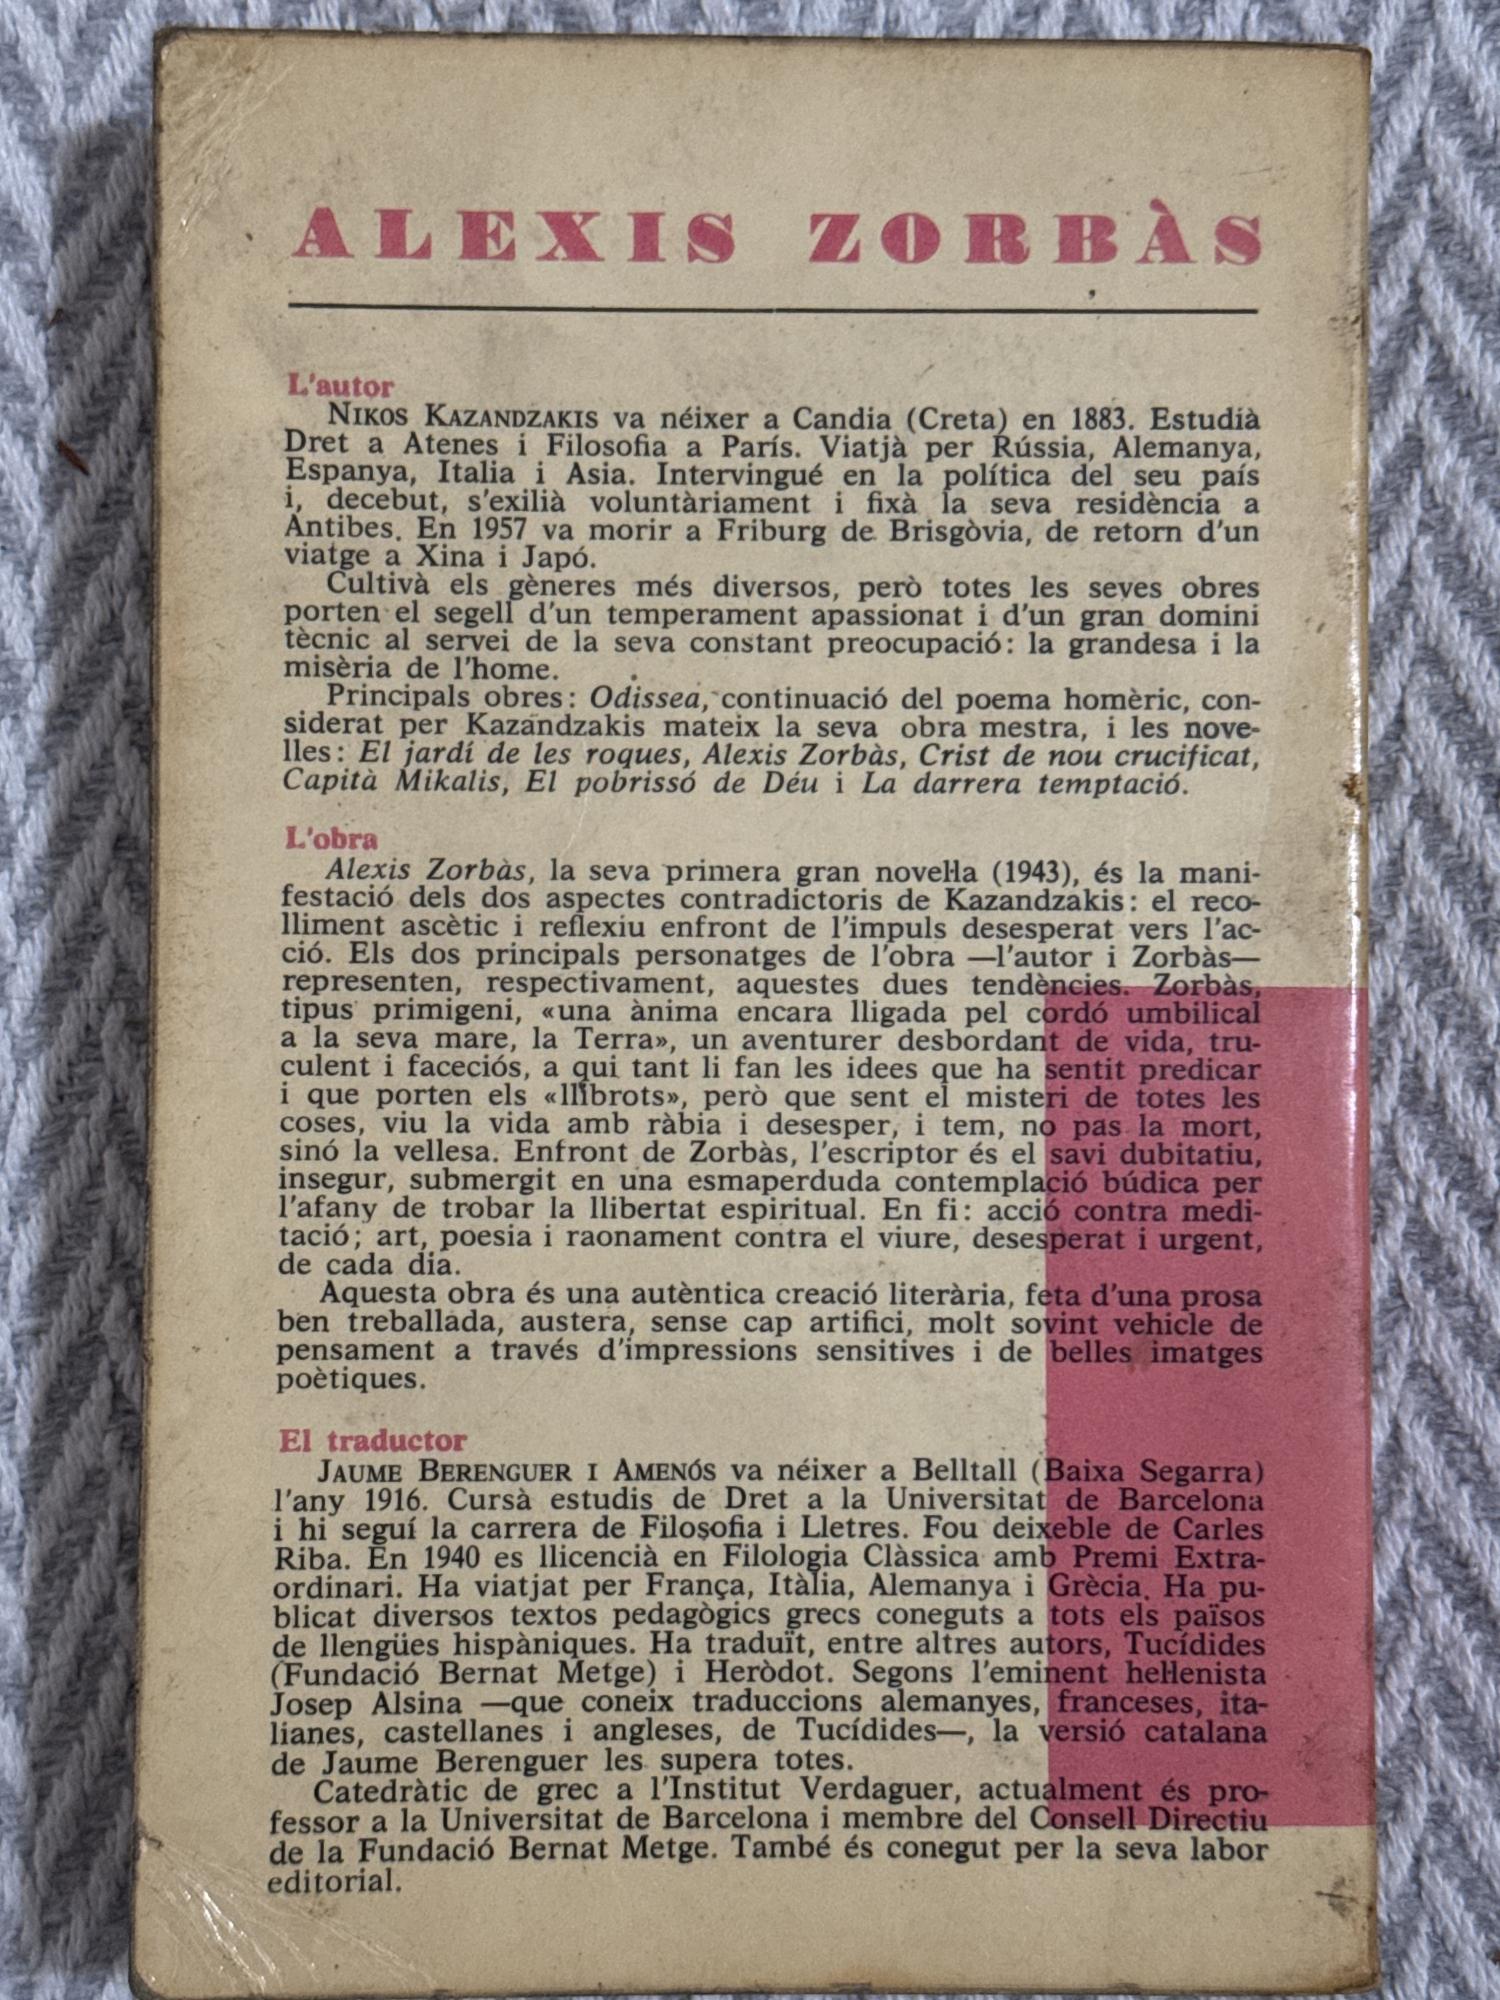 ALEXIS ZORBÀS
L'autor
NIKOS KAZANDZAKIS va néixer a Candia (Creta) en 1883. Estudià
Dret a Atenes i Filosofia a París. Viatjà per Rússia, Alemanya,
Espanya, Italia i Asia. Intervingué en la política del seu país
i, decebut, s'exilià voluntàriament i fixà la seva residència a
Antibes. En 1957 va morir a Friburg de Brisgòvia, de retorn d'un
viatge a Xina i Japó.
Cultivà els gèneres més diversos, però totes les seves obres
porten el segell d'un temperament apassionat i d'un gran domini
tècnic al servei de la seva constant preocupació: la grandesa i la
misèria de l'home.
Principals obres: Odissea, continuació del poema homèric, con-
siderat per Kazandzakis mateix la seva obra mestra, i les nove-
lles: El jardí de les roques, Alexis Zorbàs, Crist de nou crucificat,
Capità Mikalis, El pobrissó de Déu i La darrera temptació.
L'obra
Alexis Zorbàs, la seva primera gran novel·la (1943), és la mani-
festació dels dos aspectes contradictoris de Kazandzakis: el reco-
lliment ascètic i reflexiu enfront de l'impuls desesperat vers l'ac-
ció. Els dos principals personatges de l'obra —l'autor i Zorbàs—
representen, respectivament, aquestes dues tendències. Zorbàs,
tipus primigeni, «una ànima encara lligada pel cordó umbilical
a la seva mare, la Terra», un aventurer desbordant de vida, tru-
culent i faceciós, a qui tant li fan les idees que ha sentit predicar
i que porten els «llibrots», però que sent el misteri de totes les
coses, viu la vida amb ràbia i desesper, i tem, no pas la mort,
sinó la vellesa. Enfront de Zorbàs, l'escriptor és el savi dubitatiu,
insegur, submergit en una esmaperduda contemplació búdica per
l'afany de trobar la llibertat espiritual. En fi: acció contra medi-
tació; art, poesia i raonament contra el viure, desesperat i urgent,
de cada dia.
Aquesta obra és una autèntica creació literària, feta d'una prosa
ben treballada, austera, sense cap artifici, molt sovint vehicle de
pensament a través d'impressions sensitives i de belles imatges
poètiques.
El traductor
JAUME BERENGUER I AMENÓS va néixer a Belltall (Baixa Segarra)
l'any 1916. Cursà estudis de Dret a la Universitat de Barcelona
i hi seguí la carrera de Filosofia i Lletres. Fou deixeble de Carles
Riba. En 1940 es llicencià en Filologia Clàssica amb Premi Extra-
ordinari. Ha viatjat per França, Itàlia, Alemanya i Grècia. Ha pu-
blicat diversos textos pedagògics grecs coneguts a tots els països
de llengües hispàniques. Ha traduït, entre altres autors, Tucídides
(Fundació Bernat Metge) i Heròdot. Segons l'eminent hel·lenista
Josep Alsina —que coneix traduccions alemanyes, franceses, ita-
lianes, castellanes i angleses, de Tucídides—, la versió catalana
de Jaume Berenguer les supera totes.
Catedràtic de grec a l'Institut Verdaguer, actualment és pro-
fessor a la Universitat de Barcelona i membre del Consell Directiu
de la Fundació Bernat Metge. També és conegut per la seva labor
editorial.